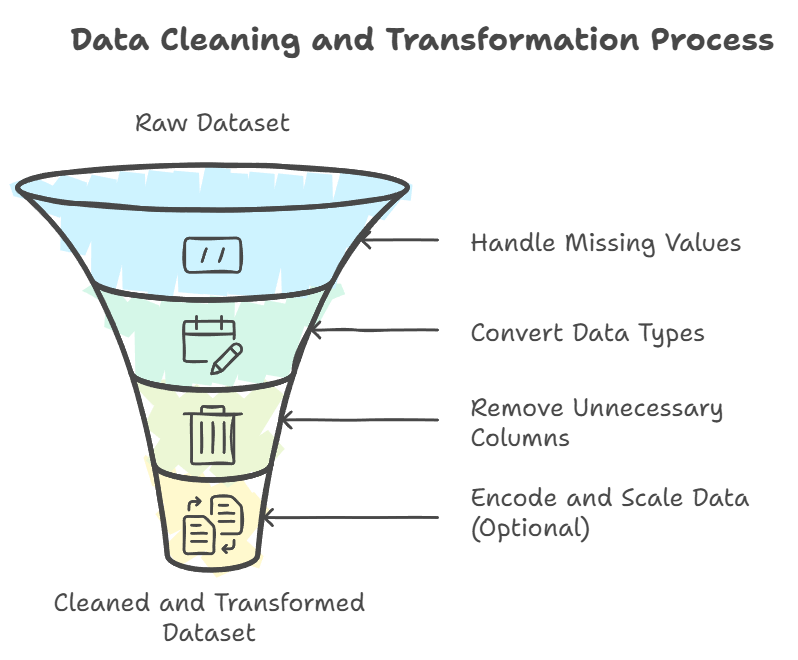 Data Cleaning and Transformation Process
Raw Dataset
Handle Missing Values
Convert Data Types
Remove Unnecessary
Columns
Encode and Scale Data
(Optional)
Cleaned and Transformed
Dataset